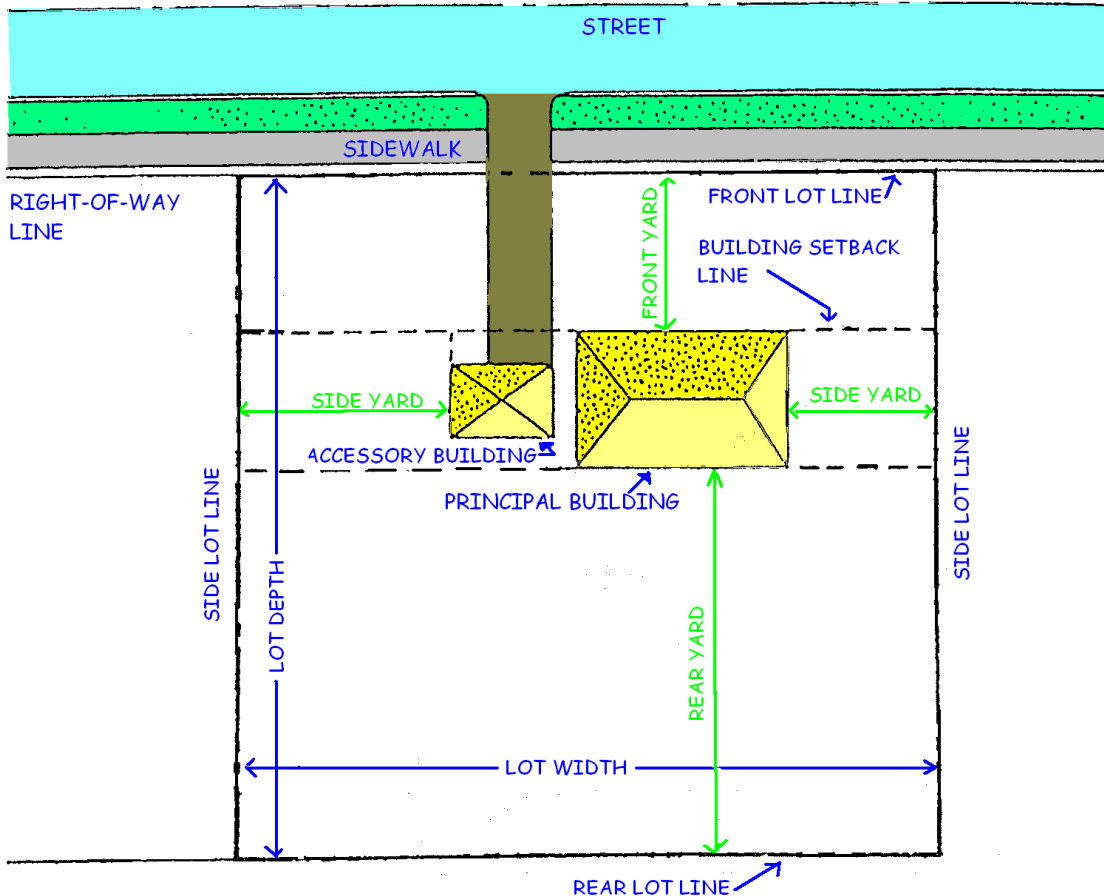 STREET
SIDEWALK
RIGHT-OF-WAY
LINE
FRONT LOT LINE
FRONT YARD
BUILDING SETBACK
LINE
SIDE YARD
SIDE YARD
ACCESSORY BUILDING
PRINCIPAL BUILDING
SIDE LOT LINE
LOT DEPTH
SIDE LOT LINE
REAR YARD
LOT WIDTH
REAR LOT LINE